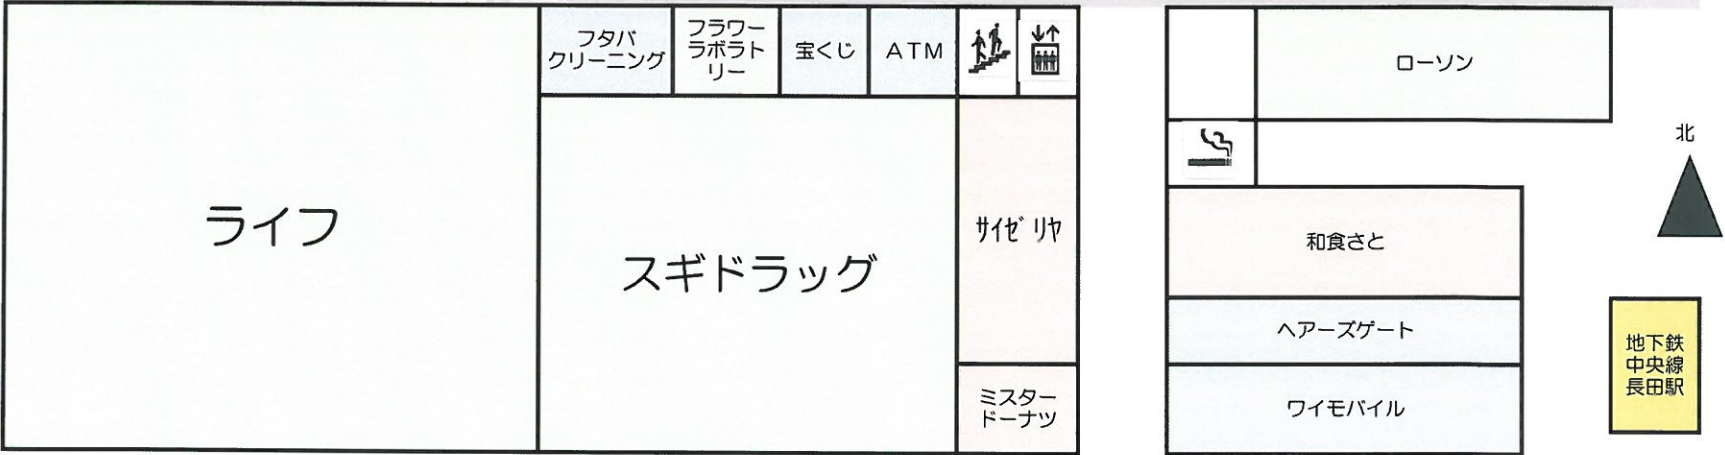 ライフ
フタバ
クリーニング
フラワー
ラボラト
リー
宝くじ
ATM
スギドラッグ
ｻｲｾﾞﾘﾔ
ミスター
ドーナツ
ローソン
和食さと
ヘアーズゲート
ワイモバイル
北
地下鉄
中央線
長田駅